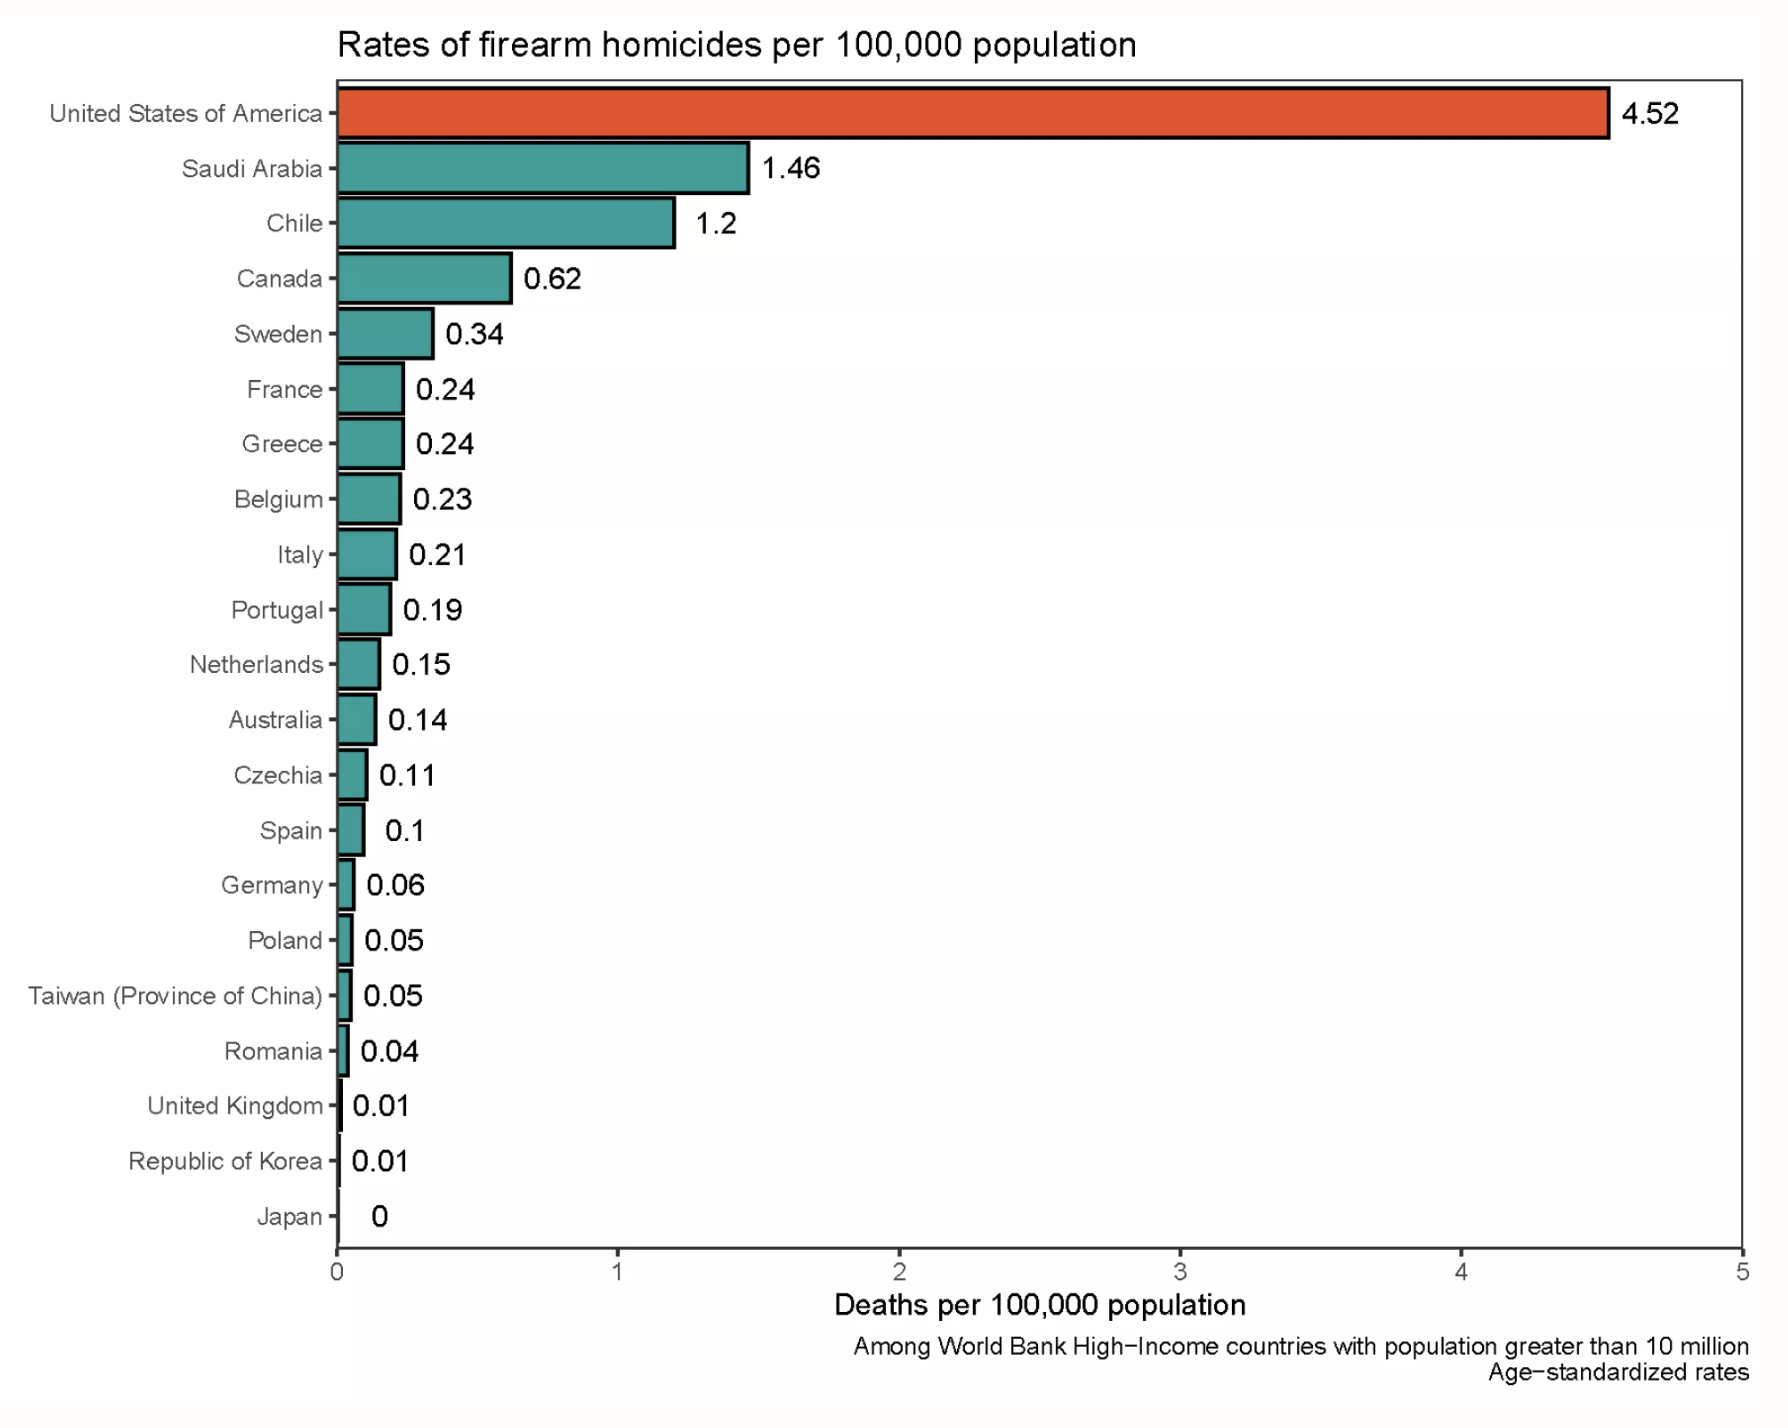 Rates of firearm homicides per 100,000 population
United States of America 4.52
Saudi Arabia 1.46
Chile 1.2
Canada 0.62
Sweden 0.34
France 0.24
Greece 0.24
Belgium 0.23
Italy 0.21
Portugal 0.19
Netherlands 0.15
Australia 0.14
Czechia 0.11
Spain 0.1
Germany 0.06
Poland 0.05
Taiwan (Province of China) 0.05
Romania 0.04
United Kingdom 0.01
Republic of Korea 0.01
Japan 0
0 1 2 3 4 5
Deaths per 100,000 population
Among World Bank High−Income countries with population greater than 10 million
Age−standardized rates